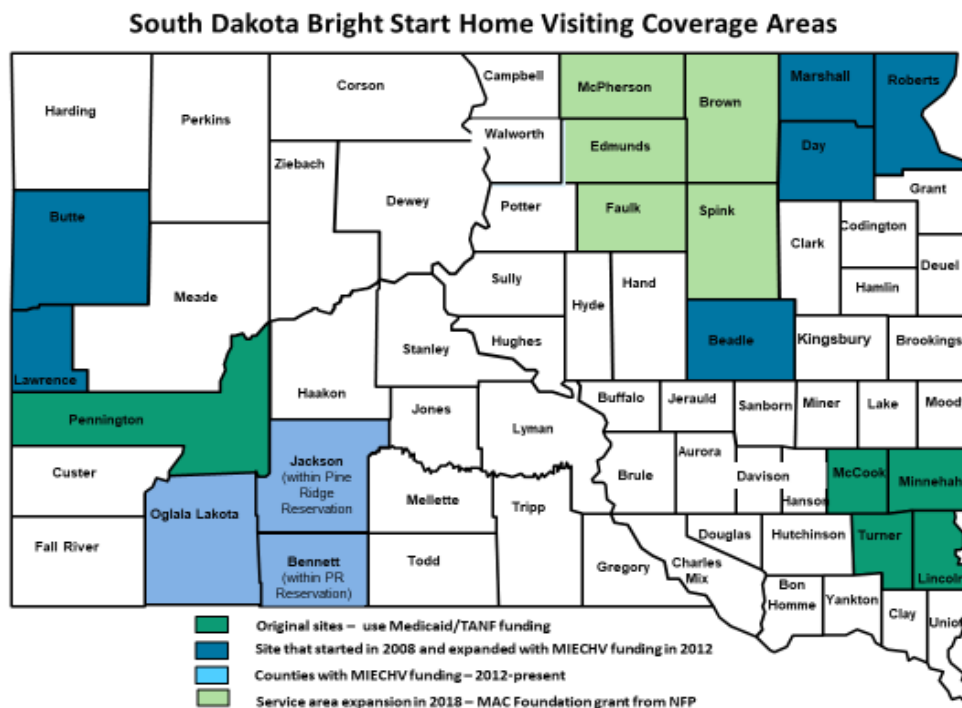 South Dakota Bright Start Home Visiting Coverage Areas
Harding
Perkins
Corson
Campbell
McPherson
Brown
Marshall
Roberts
Ziebach
Dewey
Walworth
Edmunds
Day
Grant
Butte
Potter
Faulk
Spink
Clark
Codington
Deuel
Meade
Sully
Hyde
Hand
Hamlin
Lawrence
Stanley
Hughes
Beadle
Kingsbury
Brookings
Pennington
Haakon
Jones
Lyman
Buffalo
Jerauld
Sanborn
Miner
Lake
Mood
Custer
Jackson
(within Pine
Ridge
Reservation)
Brule
Aurora
Davison
Hanson
McCook
Minnehah
Oglala Lakota
Mellette
Tripp
Fall River
Bennett
(within PR
Reservation)
Todd
Gregory
Charles
Mix
Douglas
Hutchinson
Turner
Lincoln
Bon
Homme
Yankton
Clay
Union
Original sites – use Medicaid/TANF funding
Site that started in 2008 and expanded with MIECHV funding in 2012
Counties with MIECHV funding – 2012-present
Service area expansion in 2018 – MAC Foundation grant from NFP